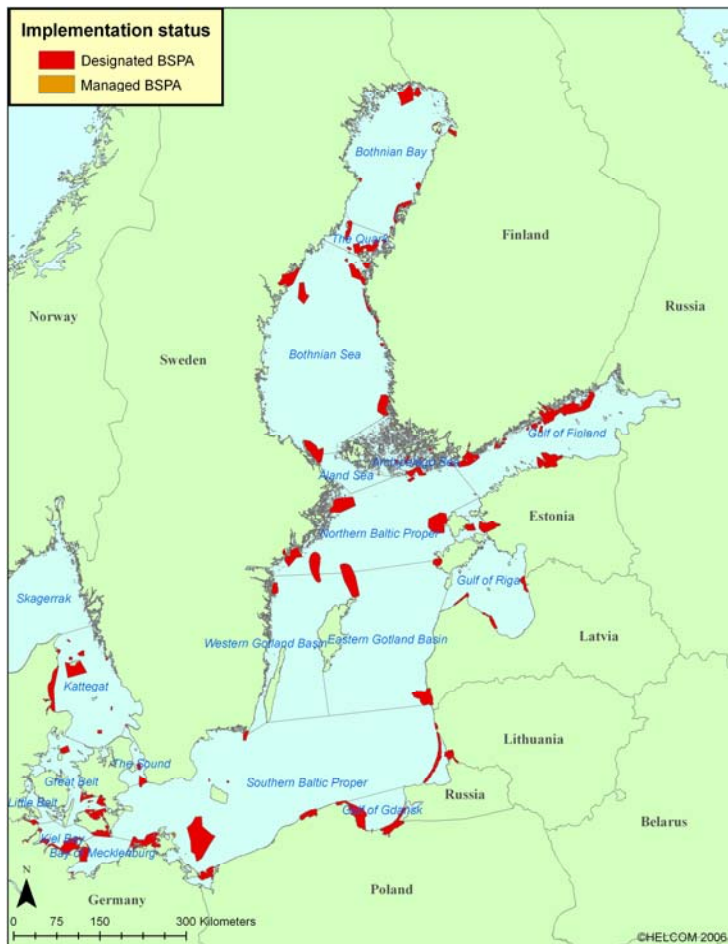 Implementation status
Designated BSPA
Managed BSPA
Bothnian Bay
The Quark
Finland
Norway
Russia
Sweden
Bothnian Sea
Gulf of Finland
Archipelago Sea
Åland Sea
Estonia
Northern Baltic Proper
Gulf of Riga
Skagerrak
Western Gotland Basin
Eastern Gotland Basin
Latvia
Kattegat
Lithuania
The Sound
Great Belt
Southern Baltic Proper
Russia
Little Belt
Gulf of Gdansk
Belarus
Kiel Bay
Bay of Mecklenburg
N
Germany
Poland
0 75 150 300 Kilometers
©HELCOM 2006